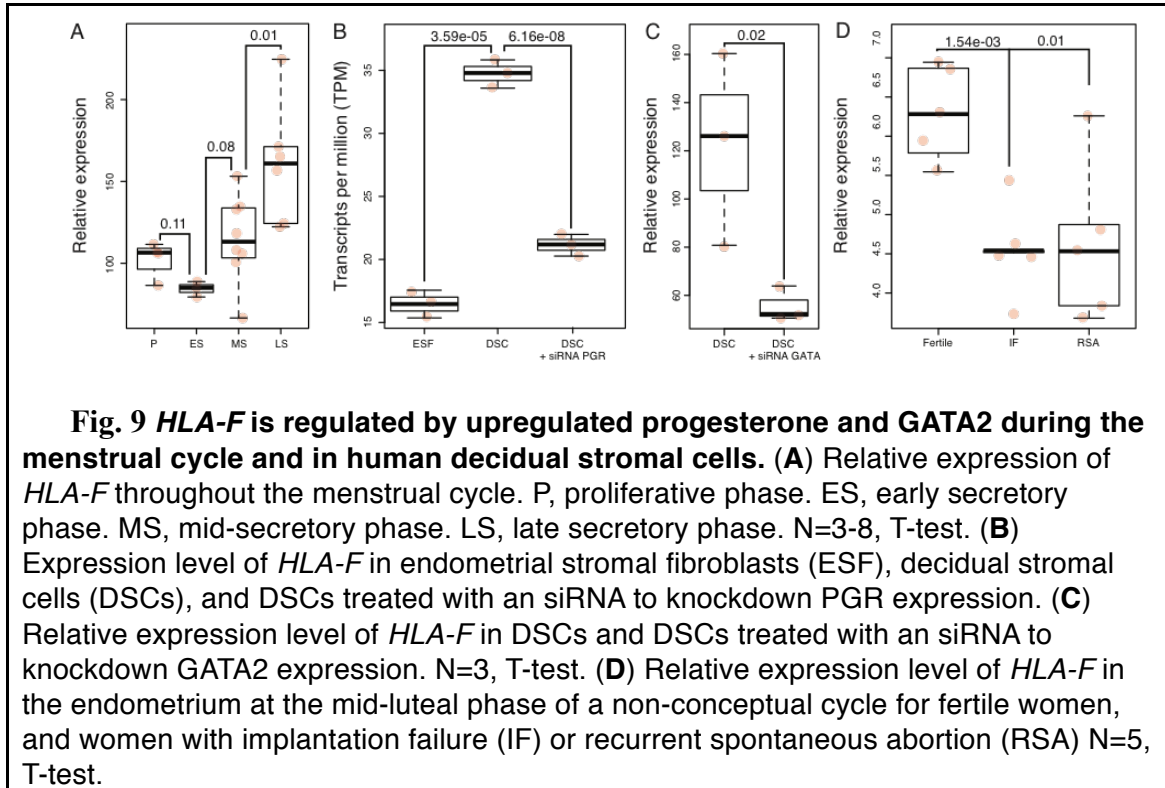 A
B
C
D
0.01
0.08
0.11
Relative expression
200
150
100
P
ES
MS
LS
3.59e-05
6.16e-08
Transcripts per million (TPM)
35
30
25
20
15
ESF
DSC
DSC
+ siRNA PGR
0.02
Relative expression
160
140
120
100
80
60
DSC
DSC
+ siRNA GATA
1.54e-03
0.01
Relative expression
7.0
6.5
6.0
5.5
5.0
4.5
4.0
Fertile
IF
RSA
Fig. 9 HLA-F is regulated by upregulated progesterone and GATA2 during the
menstrual cycle and in human decidual stromal cells. (A) Relative expression of
HLA-F throughout the menstrual cycle. P, proliferative phase. ES, early secretory
phase. MS, mid-secretory phase. LS, late secretory phase. N=3-8, T-test. (B)
Expression level of HLA-F in endometrial stromal fibroblasts (ESF), decidual stromal
cells (DSCs), and DSCs treated with an siRNA to knockdown PGR expression. (C)
Relative expression level of HLA-F in DSCs and DSCs treated with an siRNA to
knockdown GATA2 expression. N=3, T-test. (D) Relative expression level of HLA-F in
the endometrium at the mid-luteal phase of a non-conceptual cycle for fertile women,
and women with implantation failure (IF) or recurrent spontaneous abortion (RSA) N=5,
T-test.